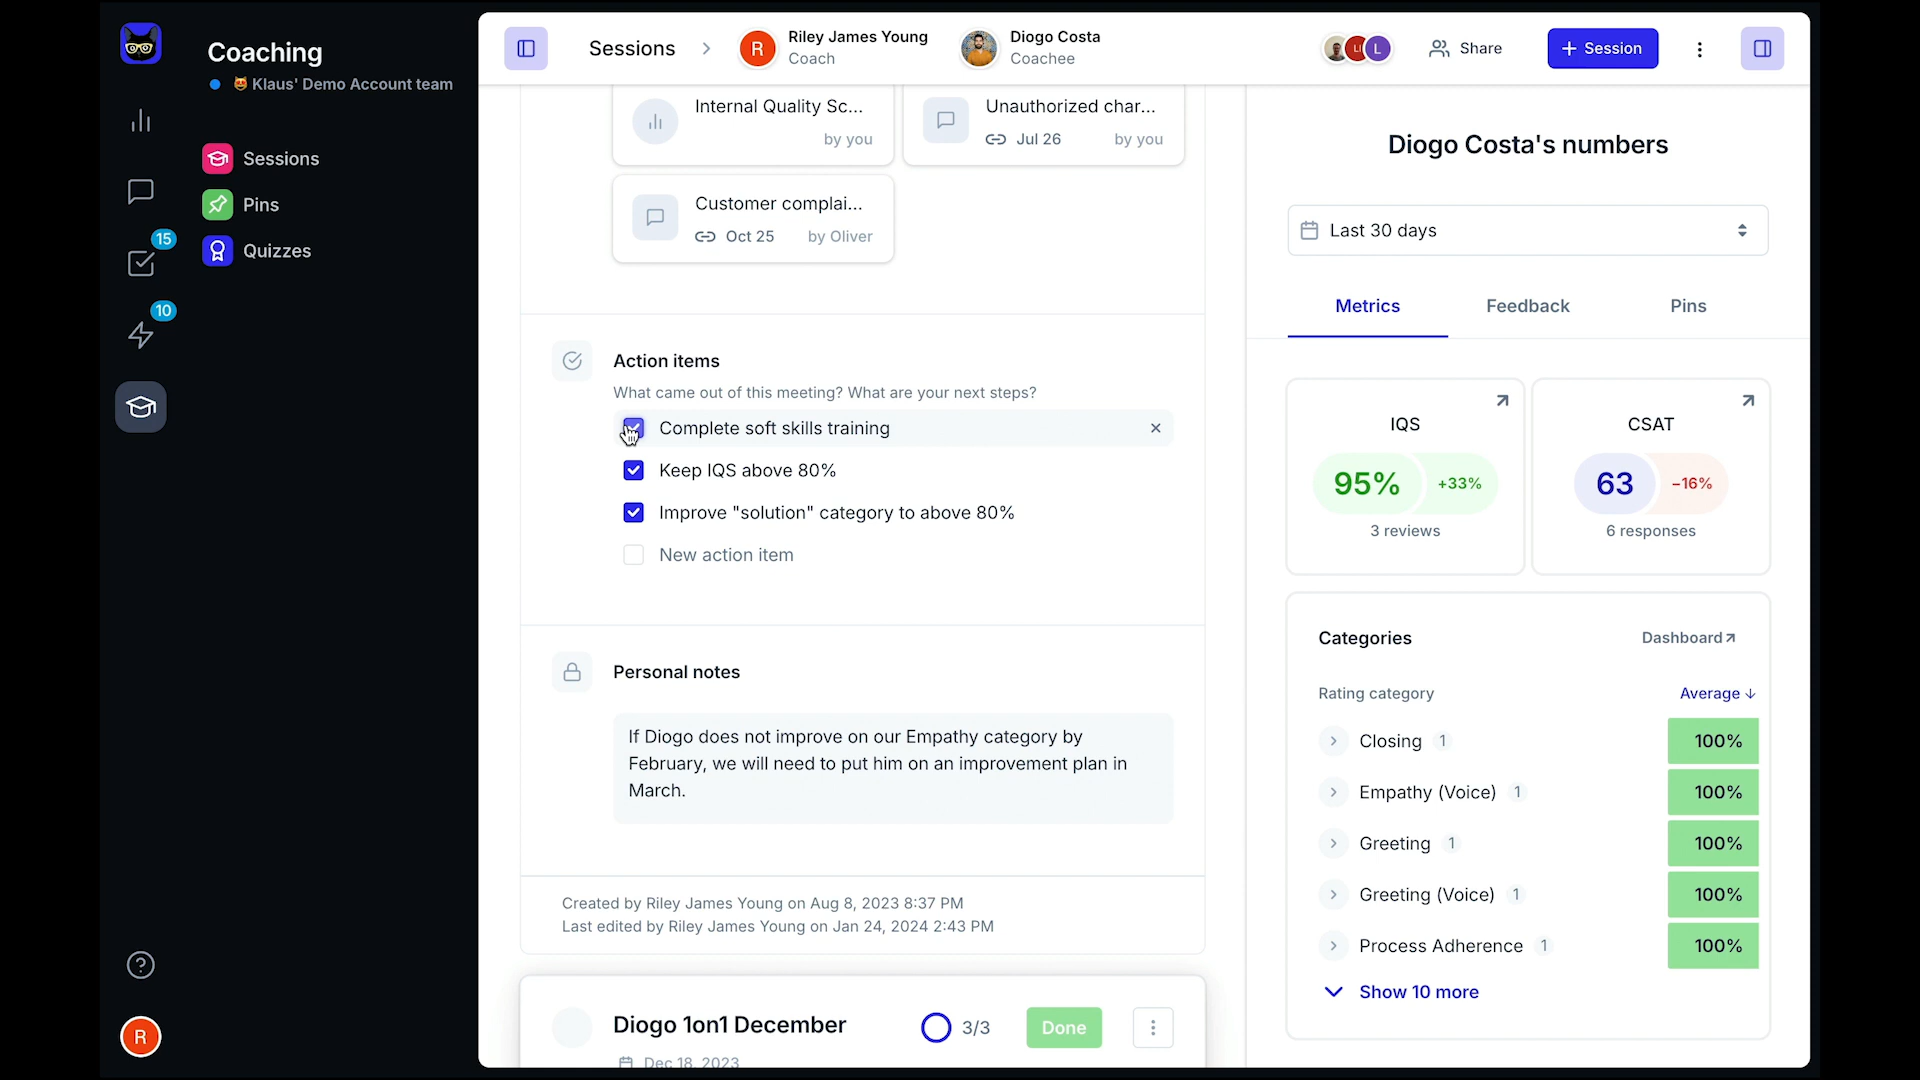 Coaching
Klaus' Demo Account team
15
10
Sessions
Pins
Quizzes
R
Sessions
R
Riley James Young
Coach
Diogo Costa
Coachee
L
Share
+ Session
Internal Quality Sc...
by you
Unauthorized char...
Jul 26
by you
Customer complai...
Oct 25
by Oliver
Action items
What came out of this meeting? What are your next steps?
Complete soft skills training
Keep IQS above 80%
Improve "solution" category to above 80%
New action item
Personal notes
If Diogo does not improve on our Empathy category by
February, we will need to put him on an improvement plan in
March.
Created by Riley James Young on Aug 8, 2023 8:37 PM
Last edited by Riley James Young on Jan 24, 2024 2:43 PM
Diogo 1on1 December
3/3
Done
Dec 18, 2023
Diogo Costa's numbers
Last 30 days
Metrics
Feedback
Pins
IQS
95%
+33%
3 reviews
CSAT
63
-16%
6 responses
Categories
Dashboard
Rating category
Average
Closing 1
100%
Empathy (Voice) 1
100%
Greeting 1
100%
Greeting (Voice) 1
100%
Process Adherence 1
100%
Show 10 more